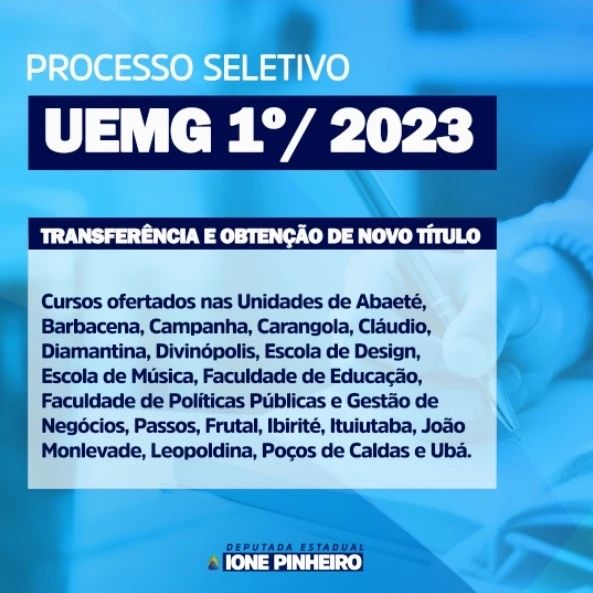 PROCESSO SELETIVO
UEMG 1º/ 2023
TRANSFERÊNCIA E OBTENÇÃO DE NOVO TÍTULO
Cursos ofertados nas Unidades de Abaeté,
Barbacena, Campanha, Carangola, Cláudio,
Diamantina, Divinópolis, Escola de Design,
Escola de Música, Faculdade de Educação,
Faculdade de Políticas Públicas e Gestão de
Negócios, Passos, Frutal, Ibirité, Ituiutaba, João
Monlevade, Leopoldina, Poços de Caldas e Ubá.
DEPUTADA ESTADUAL
IONE PINHEIRO